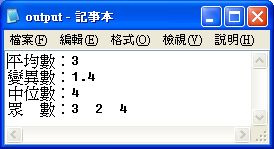 output - 記事本
檔案(F) 編輯(E) 格式(O) 檢視(V) 說明(H)
平均數：3
變異數：1.4
中位數：4
眾　數：3　2　4